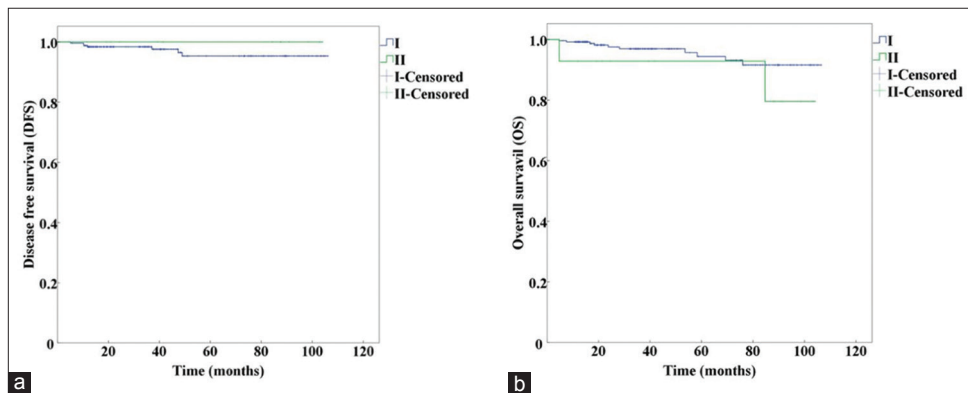 Disease free survival (DFS)
1.0
0.8
0.6
0.4
0.2
0
20 40 60 80 100 120
Time (months)
I
II
I-Censored
II-Censored
a
Overall survavil (OS)
1.0
0.8
0.6
0.4
0.2
0
20 40 60 80 100 120
Time (months)
I
II
I-Censored
II-Censored
b